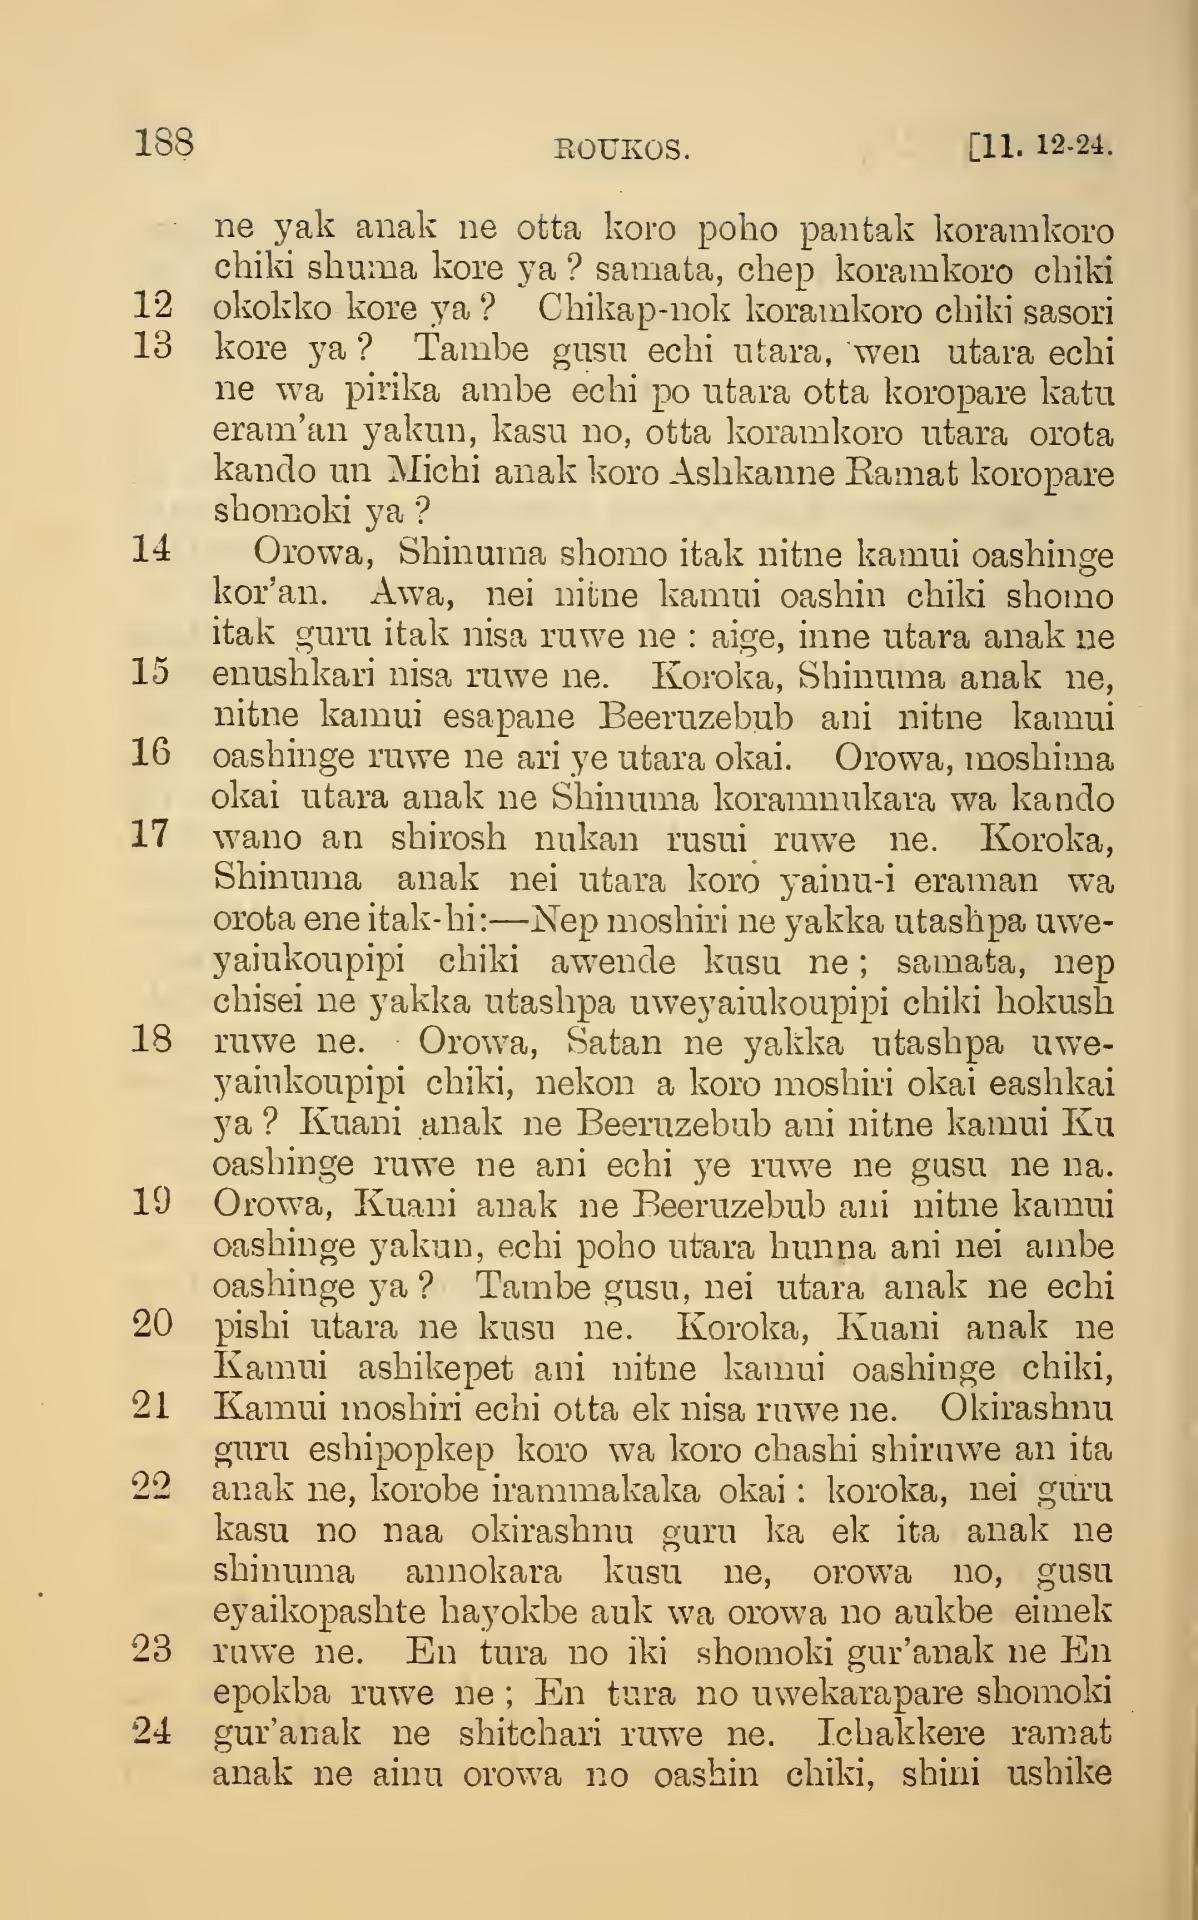 188 ROUKOS. [11. 12-24.
ne yak anak ne otta koro poho pantak koramkoro
chiki shuma kore ya ? samata, chep koramkoro chiki
12 okokko kore ya ? Chikap-nok koramkoro chiki sasori
13 kore ya ? Tambe gusu echi utara, wen utara echi
ne wa pirika ambe echi po utara otta koropare katu
eram’an yakun, kasu no, otta koramkoro utara orota
kando un Michi anak koro Ashkanne Ramat koropare
shomoki ya ?
14 Orowa, Shinuma shomo itak nitne kamui oashinge
kor’an. Awa, nei nitne kamui oashin chiki shomo
itak guru itak nisa ruwe ne : aige, inne utara anak ne
15 enushkari nisa ruwe ne. Koroka, Shinuma anak ne,
nitne kamui esapane Beeruzebub ani nitne kamui
16 oashinge ruwe ne ari ye utara okai. Orowa, moshima
okai utara anak ne Shinuma koramnukara wa kando
17 wano an shirosh nukan rusui ruwe ne. Koroka,
Shinuma anak nei utara koro yainu-i eraman wa
orota ene itak-hi:—Nep moshiri ne yakka utashpa uwe-
yaiukoupipi chiki awende kusu ne ; samata, nep
chisei ne yakka utashpa uweyaiukoupipi chiki hokush
18 ruwe ne. Orowa, Satan ne yakka utashpa uwe-
yaiukoupipi chiki, nekon a koro moshiri okai eashkai
ya ? Kuani anak ne Beeruzebub ani nitne kamui Ku
oashinge ruwe ne ani echi ye ruwe ne gusu ne na.
19 Orowa, Kuani anak ne Beeruzebub ani nitne kamui
oashinge yakun, echi poho utara hunna ani nei ambe
oashinge ya ? Tambe gusu, nei utara anak ne echi
20 pishi utara ne kusu ne. Koroka, Kuani anak ne
Kamui ashikepet ani nitne kamui oashinge chiki,
21 Kamui moshiri echi otta ek nisa ruwe ne. Okirashnu
guru eshipopkep koro wa koro chashi shiruwe an ita
22 anak ne, korobe irammakaka okai : koroka, nei guru
kasu no naa okirashnu guru ka ek ita anak ne
shinuma annokara kusu ne, orowa no, gusu
eyaikopashte hayokbe auk wa orowa no aukbe eimek
23 ruwe ne. En tura no iki shomoki gur’anak ne En
epokba ruwe ne ; En tura no uwekarapare shomoki
24 gur’anak ne shitchari ruwe ne. Ichakkere ramat
anak ne ainu orowa no oashin chiki, shini ushike